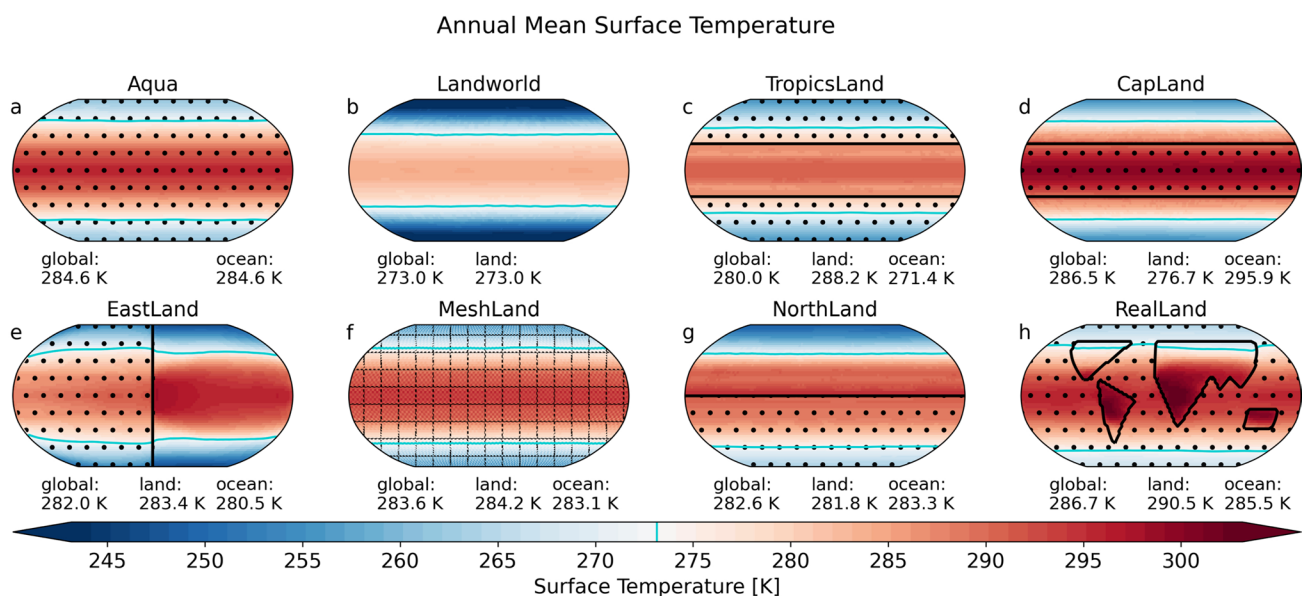 Annual Mean Surface Temperature
Aqua Landworld TropicsLand CapLand
a b c d
global: ocean: global: land: global: land: ocean: global: land: ocean:
284.6 K 284.6 K 273.0 K 273.0 K 280.0 K 288.2 K 271.4 K 286.5 K 276.7 K 295.9 K
EastLand MeshLand NorthLand RealLand
e f g h
global: land: ocean: global: land: ocean: global: land: ocean: global: land: ocean:
282.0 K 283.4 K 280.5 K 283.6 K 284.2 K 283.1 K 282.6 K 281.8 K 283.3 K 286.7 K 290.5 K 285.5 K
245 250 255 260 265 270 275 280 285 290 295 300
Surface Temperature [K]